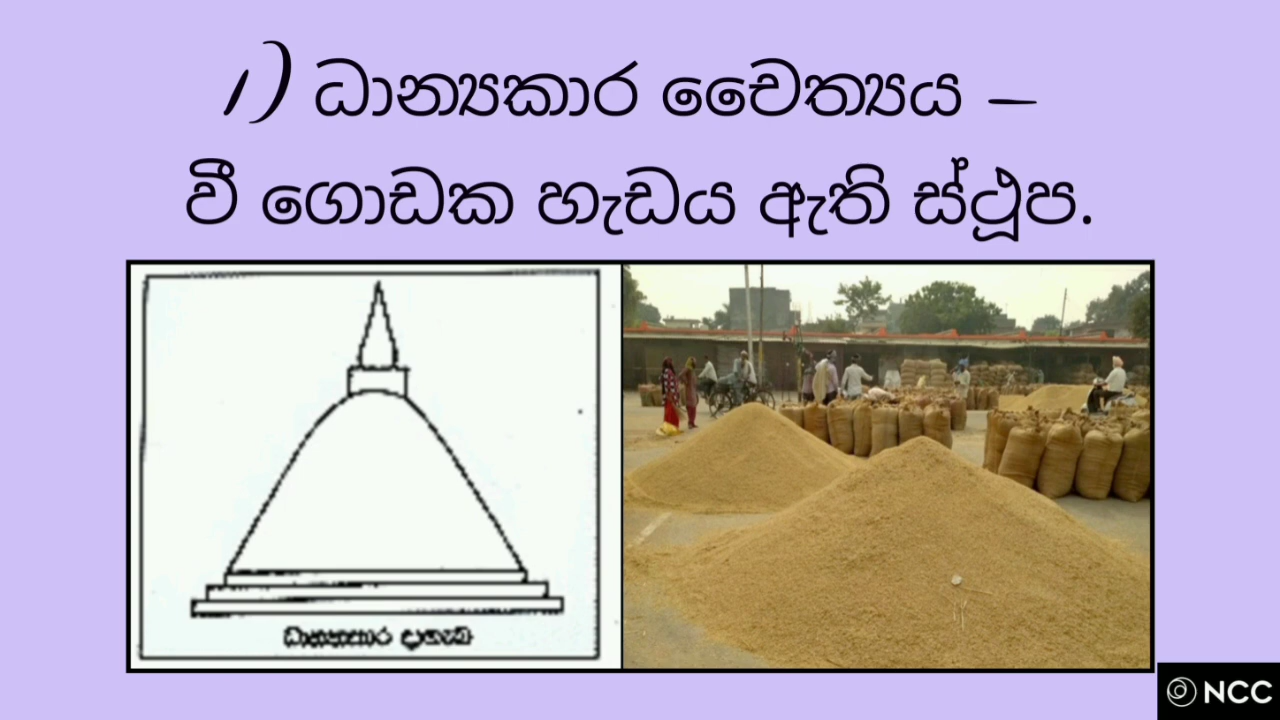 1) ධාන්‍යකාර චෛත්‍යය –
වී ගොඩක හැඩය ඇති ස්ථූප.
ධාන්‍යාකාර දාගැබ
NCC